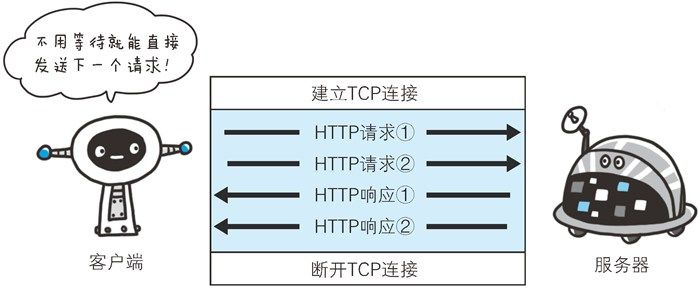 不用等待就能直接
发送下一个请求!
建立TCP连接
HTTP请求①
HTTP请求②
HTTP响应①
HTTP响应②
断开TCP连接
客户端
服务器